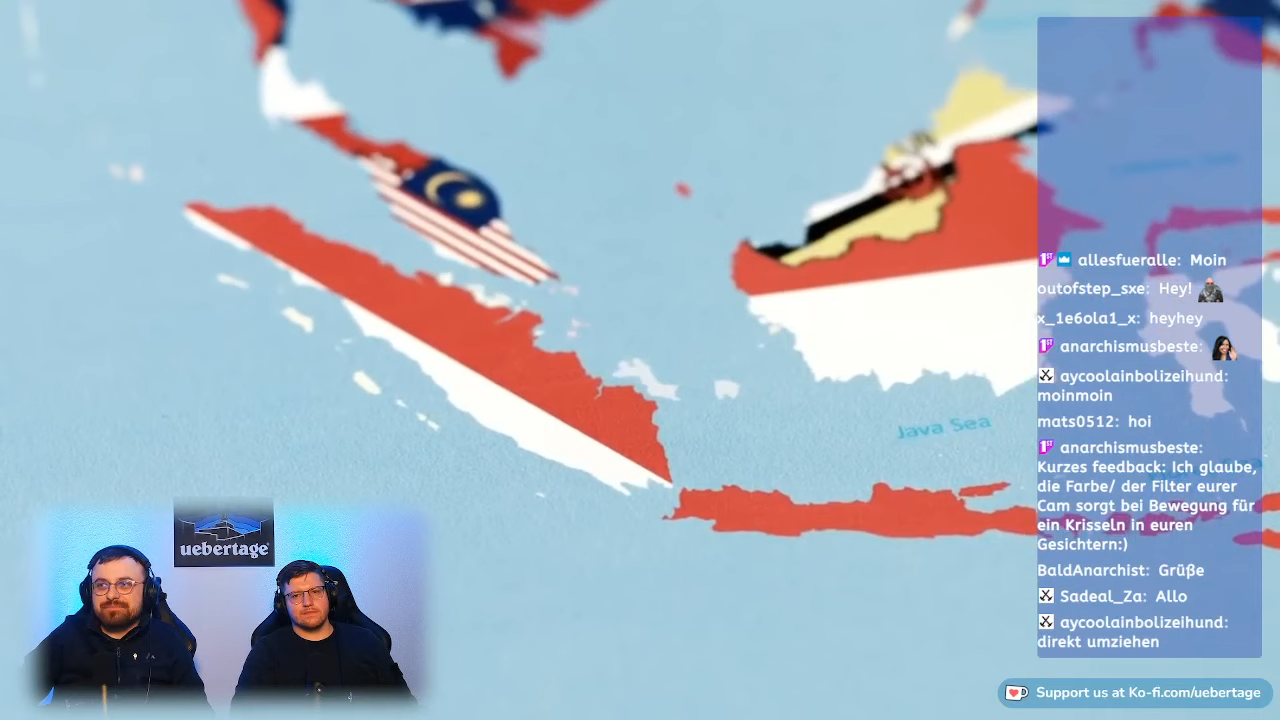 allesfueralle: Moin
outofstep_sxe: Hey!
x_1e6ola1_x: heyhey
anarchismusbeste:
aycoolainbolizeihund:
moinmoin
mats0512: hoi
anarchismusbeste:
Kurzes feedback: Ich glaube,
die Farbe/ der Filter eurer
Cam sorgt bei Bewegung für
ein Krisseln in euren
Gesichtern:)
BaldAnarchist: Grüße
Sadeal_Za: Allo
aycoolainbolizeihund:
direkt umziehen
Java Sea
uebertage
Support us at Ko-fi.com/uebertage